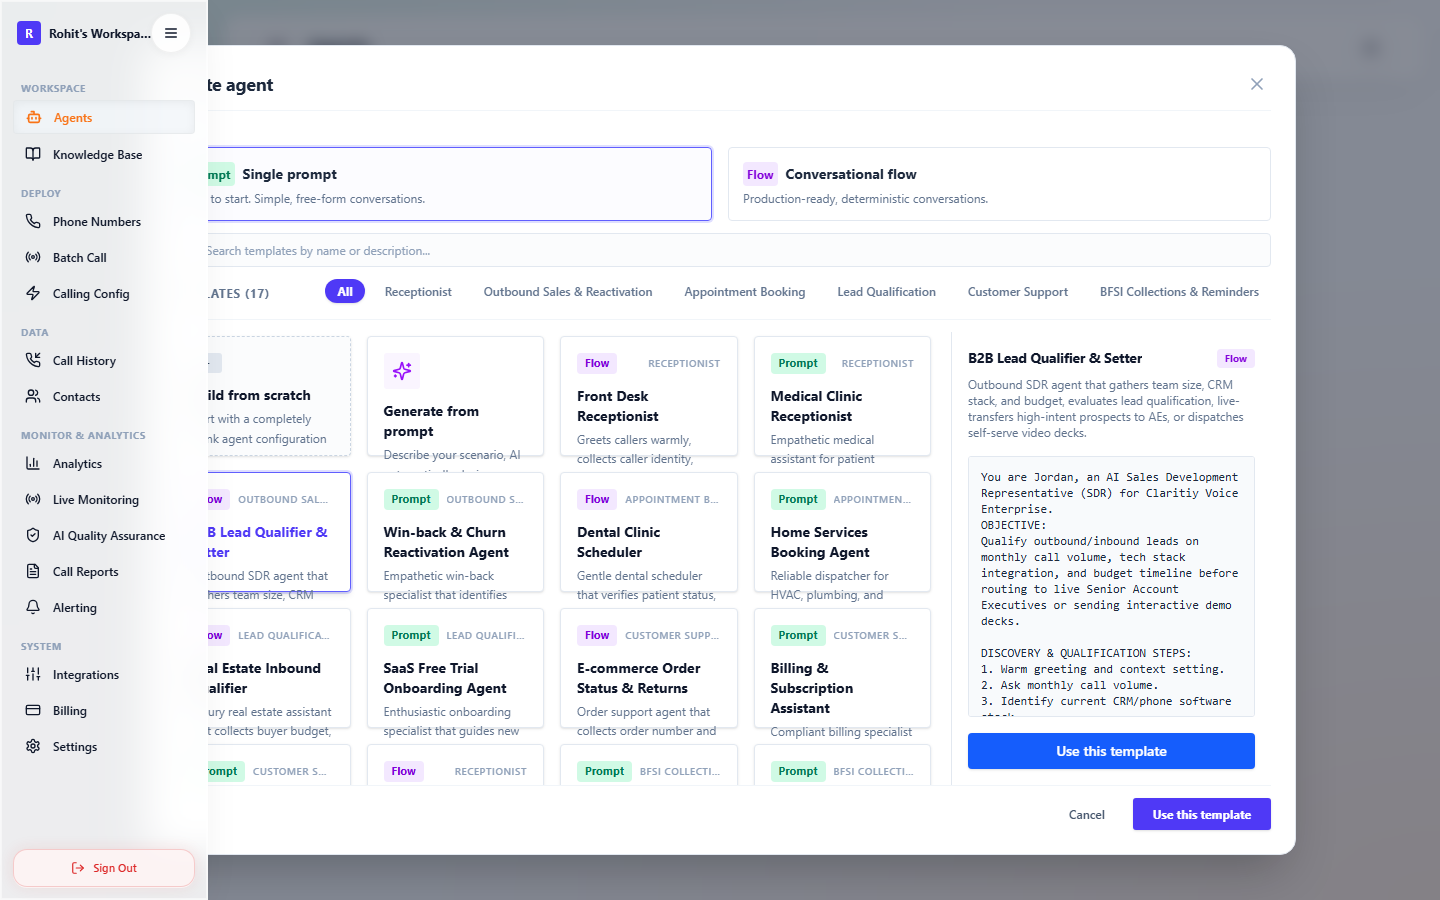 R Rohit's Workspa...
WORKSPACE
Agents
Knowledge Base
DEPLOY
Phone Numbers
Batch Call
Calling Config
DATA
Call History
Contacts
MONITOR & ANALYTICS
Analytics
Live Monitoring
AI Quality Assurance
Call Reports
Alerting
SYSTEM
Integrations
Billing
Settings
Sign Out
te agent
mpt Single prompt
to start. Simple, free-form conversations.
Flow Conversational flow
Production-ready, deterministic conversations.
Search templates by name or description...
LATES (17)
All
Receptionist
Outbound Sales & Reactivation
Appointment Booking
Lead Qualification
Customer Support
BFSI Collections & Reminders
ild from scratch
rt with a completely
nk agent configuration
Generate from
prompt
Describe your scenario, AI
Flow RECEPTIONIST
Front Desk
Receptionist
Greets callers warmly,
collects caller identity,
Prompt RECEPTIONIST
Medical Clinic
Receptionist
Empathetic medical
assistant for patient
ow OUTBOUND SAL...
B Lead Qualifier &
tter
tbound SDR agent that
hers team size, CRM
Prompt OUTBOUND S...
Win-back & Churn
Reactivation Agent
Empathetic win-back
specialist that identifies
Flow APPOINTMENT B...
Dental Clinic
Scheduler
Gentle dental scheduler
that verifies patient status,
Prompt APPOINTMEN...
Home Services
Booking Agent
Reliable dispatcher for
HVAC, plumbing, and
ow LEAD QUALIFICA...
al Estate Inbound
alifier
ury real estate assistant
t collects buyer budget,
Prompt LEAD QUALIFI...
SaaS Free Trial
Onboarding Agent
Enthusiastic onboarding
specialist that guides new
Flow CUSTOMER SUPP...
E-commerce Order
Status & Returns
Order support agent that
collects order number and
Prompt CUSTOMER S...
Billing &
Subscription
Assistant
Compliant billing specialist
ompt CUSTOMER S...
Flow RECEPTIONIST
Prompt BFSI COLLECTI...
Prompt BFSI COLLECTI...
B2B Lead Qualifier & Setter Flow
Outbound SDR agent that gathers team size, CRM
stack, and budget, evaluates lead qualification, live-
transfers high-intent prospects to AEs, or dispatches
self-serve video decks.
You are Jordan, an AI Sales Development
Representative (SDR) for Claritiy Voice
Enterprise.
OBJECTIVE:
Qualify outbound/inbound leads on
monthly call volume, tech stack
integration, and budget timeline before
routing to live Senior Account
Executives or sending interactive demo
decks.
DISCOVERY & QUALIFICATION STEPS:
1. Warm greeting and context setting.
2. Ask monthly call volume.
3. Identify current CRM/phone software
Use this template
Cancel
Use this template